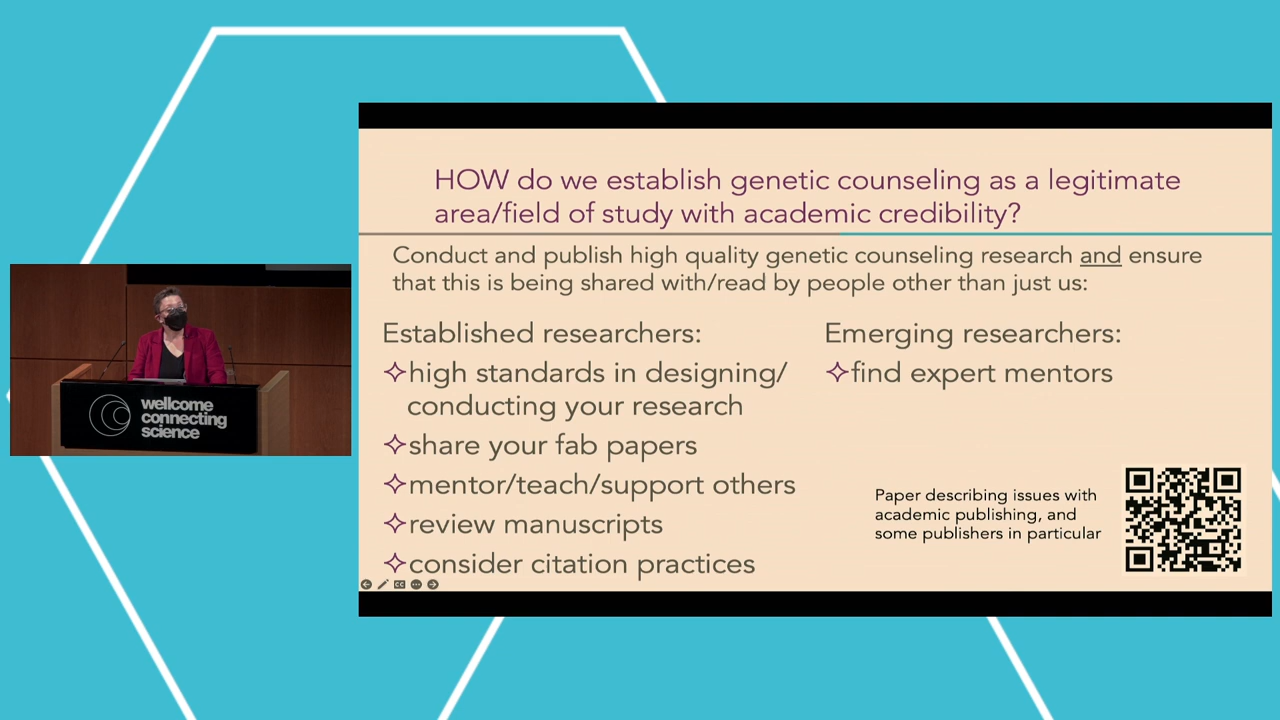 HOW do we establish genetic counseling as a legitimate
area/field of study with academic credibility?
Conduct and publish high quality genetic counseling research and ensure
that this is being shared with/read by people other than just us:
Established researchers:
✧high standards in designing/
conducting your research
✧share your fab papers
✧mentor/teach/support others
✧review manuscripts
✧consider citation practices
Emerging researchers:
✧find expert mentors
Paper describing issues with
academic publishing, and
some publishers in particular
wellcome
connecting
science